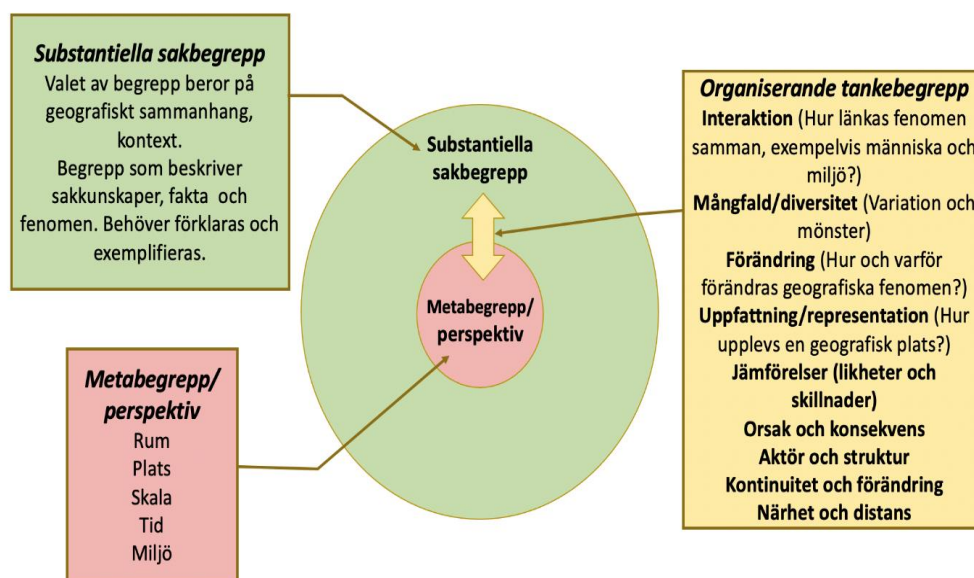 Substantiella sakbegrepp
Valet av begrepp beror på
geografiskt sammanhang,
kontext.
Begrepp som beskriver
sakkunskaper, fakta och
fenomen. Behöver förklaras och
exemplifieras.
Substantiella
sakbegrepp
Metabegrepp/
perspektiv
Metabegrepp/
perspektiv
Rum
Plats
Skala
Tid
Miljö
Organiserande tankebegrepp
Interaktion (Hur länkas fenomen
samman, exempelvis människa och
miljö?)
Mångfald/diversitet (Variation och
mönster)
Förändring (Hur och varför
förändras geografiska fenomen?)
Uppfattning/representation (Hur
upplevs en geografisk plats?)
Jämförelser (likheter och
skillnader)
Orsak och konsekvens
Aktör och struktur
Kontinuitet och förändring
Närhet och distans